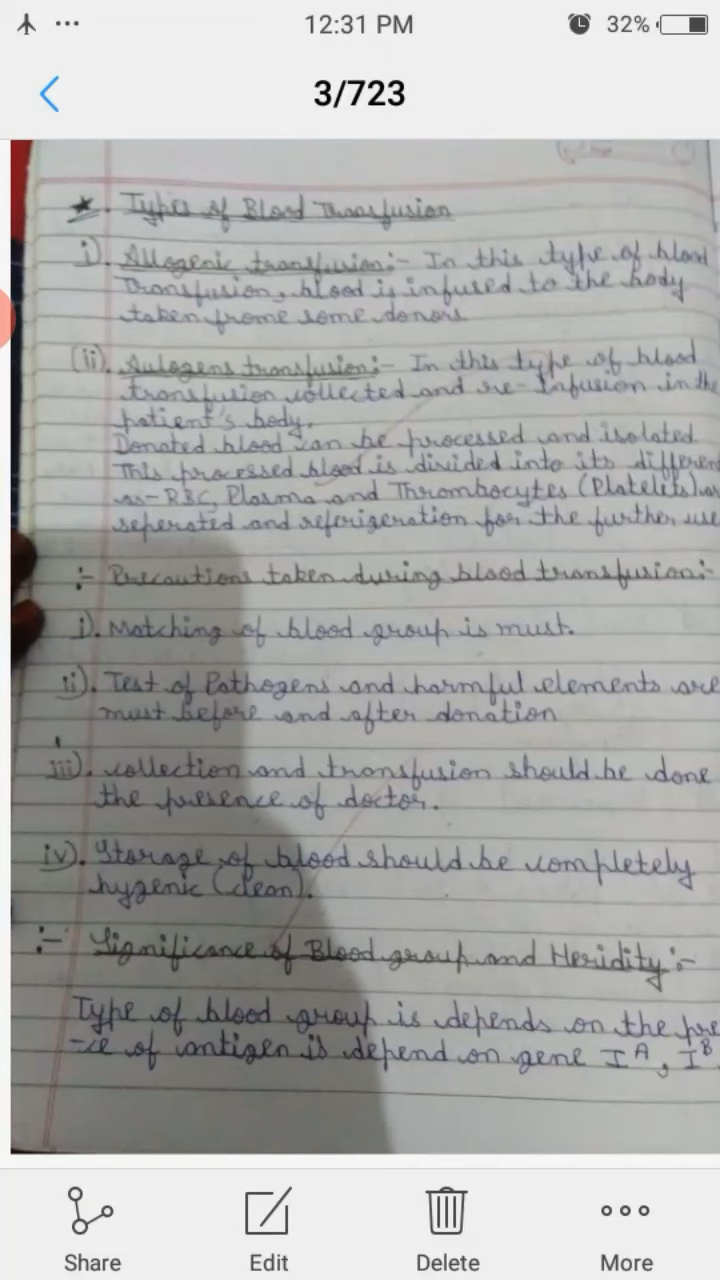 12:31 PM
32%
3/723
★. Types of Blood Transfusion
i). Allogenic transfusion:- In this type of blood
Transfusion, blood is infused to the body
taken frome some donors
(ii). Aulogens transfusion:- In this type of blood
transfusion collected and re-Infusion in the
patient's body.
Donated blood can be processed and isolated.
This processed blood is divided into its differen
as- RBC, Plasma and Thrombocytes (Platelets)
seperated and referigeration for the further use
:- Precautions taken during blood transfusion:-
i). Matching of blood group is must.
ii). Test of Pathogens and harmful elements are
must before and after donation
iii). collection and transfusion should be done
the presence of doctor.
iv). Storage of blood should be completely
hygenic (clean).
:- Significance of Blood group and Heridity:-
Type of blood group is depends on the pre
-ce of antigen is depend on gene I^A, I^B
Share Edit Delete More